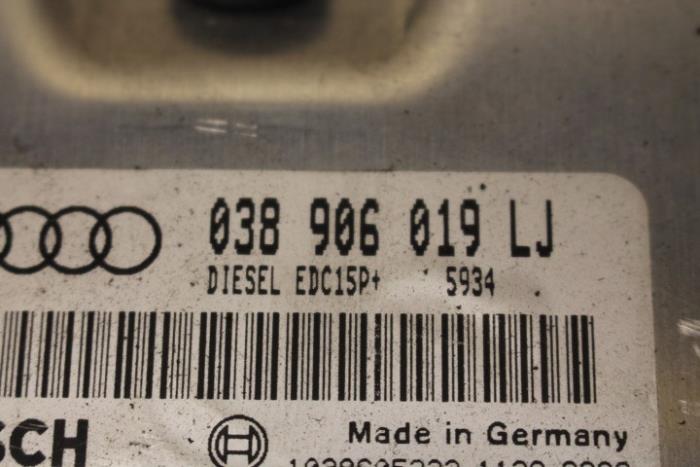 038 906 019 LJ
DIESEL EDC15P+ 5934
SCH
Made in Germany